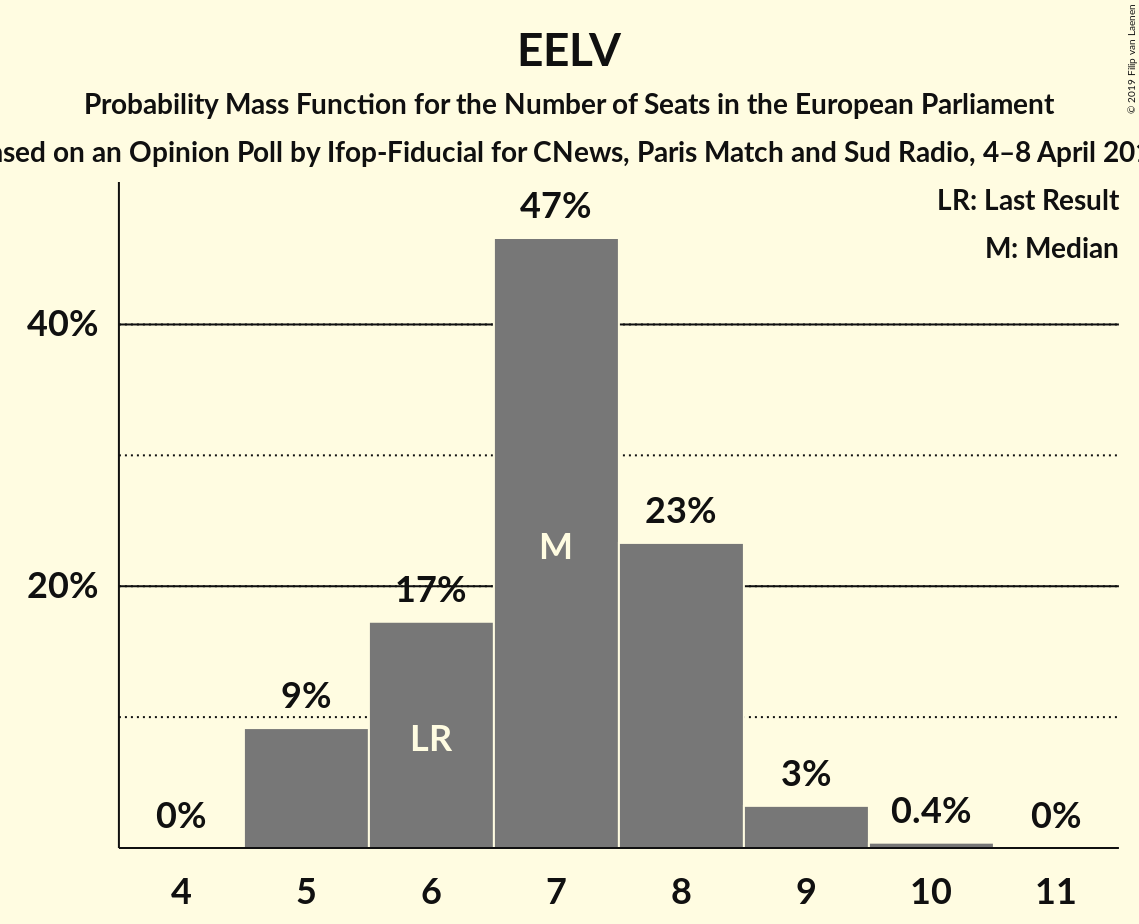 EELV
Probability Mass Function for the Number of Seats in the European Parliament
on an Opinion Poll by Ifop-Fiducial for CNews, Paris Match and Sud Radio, 4–8 April
© 2019 Filip van Laenen
LR: Last Result
M: Median
47%
40%
23%
M
20%
17%
9%
LR
3%
0.4%
0%
0%
4 5 6 7 8 9 10 11